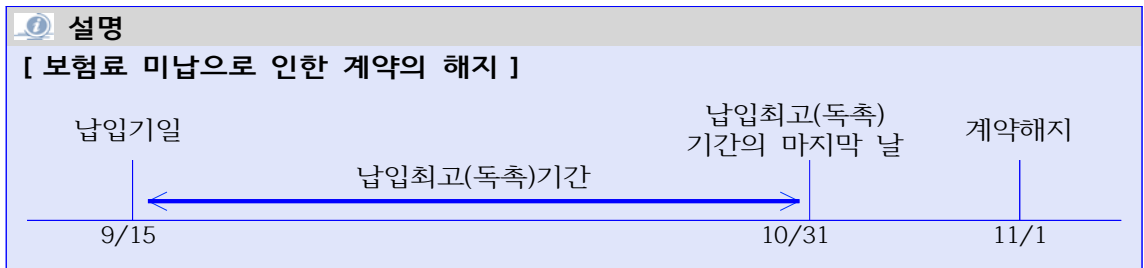 설명
[ 보험료 미납으로 인한 계약의 해지 ]
납입기일
납입최고(독촉)
기간의 마지막 날
계약해지
납입최고(독촉)기간
9/15
10/31
11/1